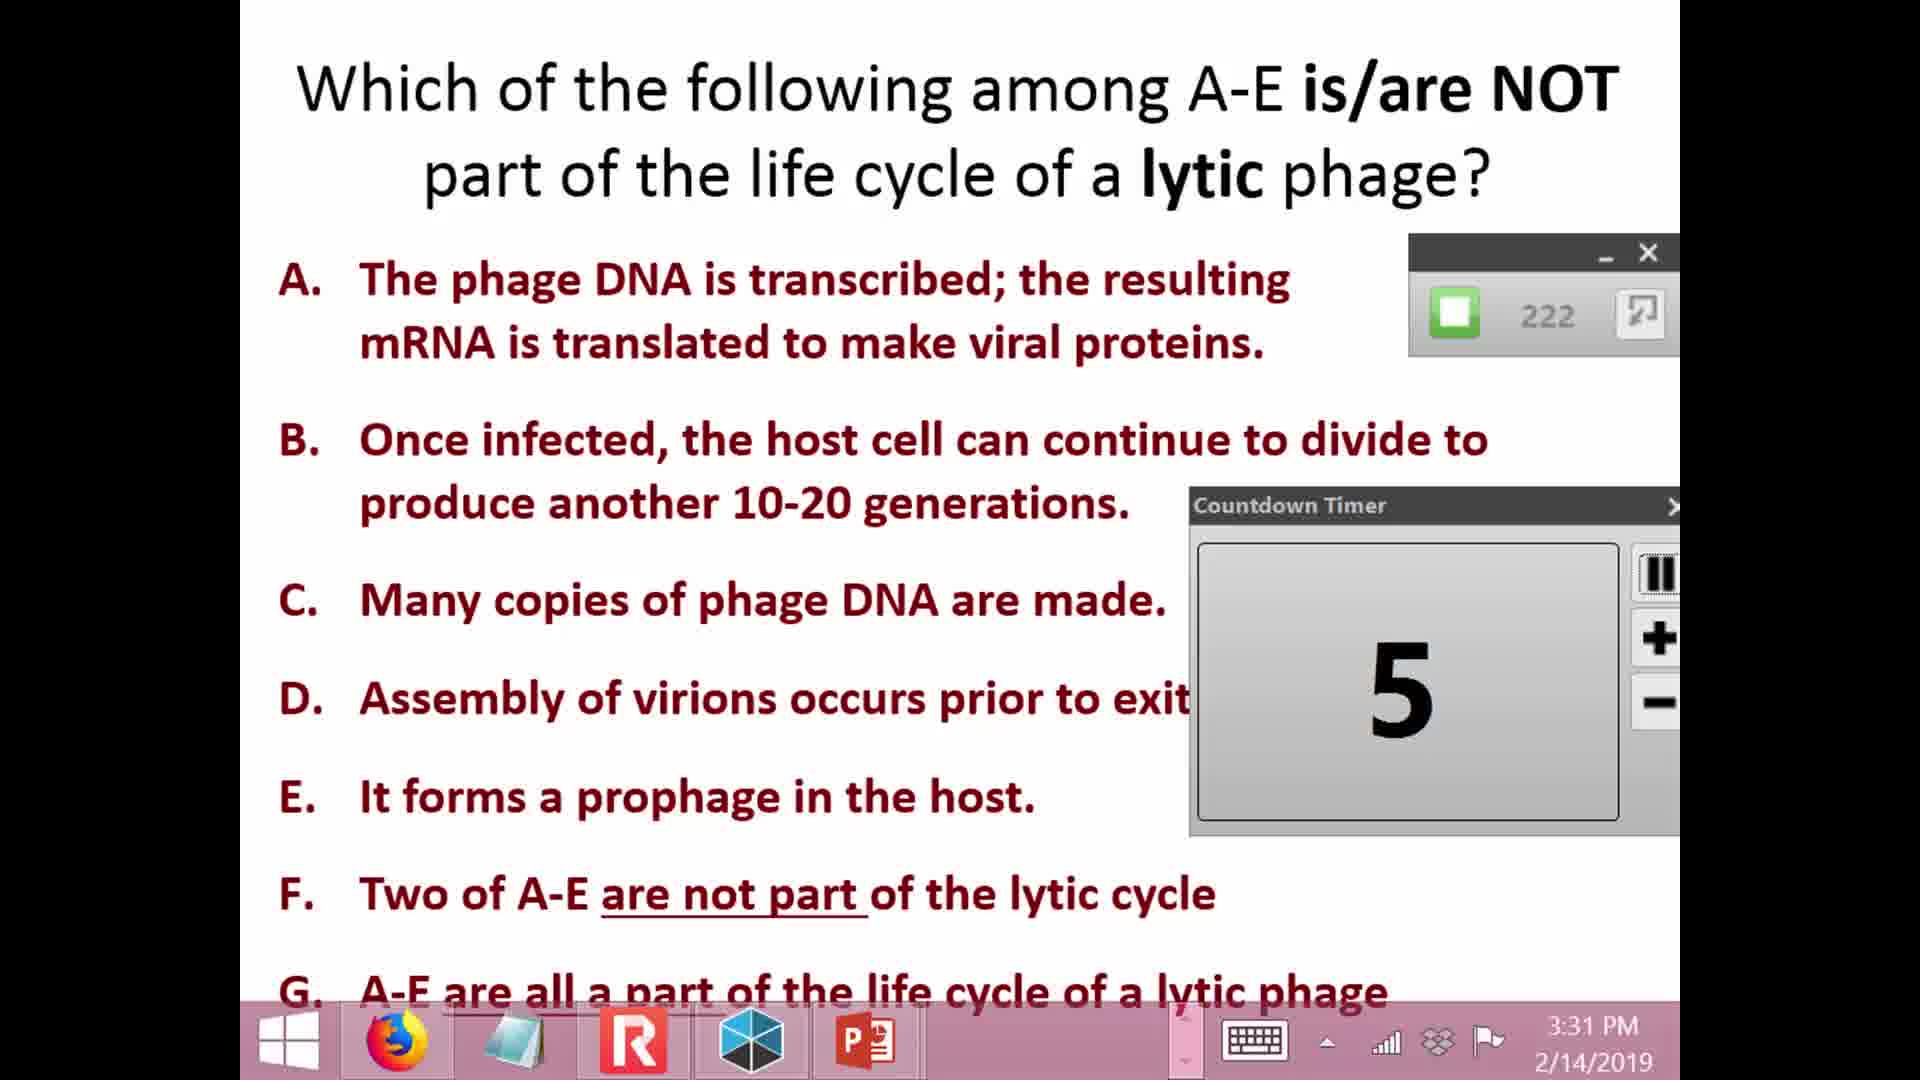 Which of the following among A-E is/are NOT
part of the life cycle of a lytic phage?
A. The phage DNA is transcribed; the resulting
mRNA is translated to make viral proteins.
222
B. Once infected, the host cell can continue to divide to
produce another 10-20 generations.
Countdown Timer
5
C. Many copies of phage DNA are made.
D. Assembly of virions occurs prior to exit
E. It forms a prophage in the host.
F. Two of A-E are not part of the lytic cycle
G. A-E are all a part of the life cycle of a lytic phage
3:31 PM
2/14/2019